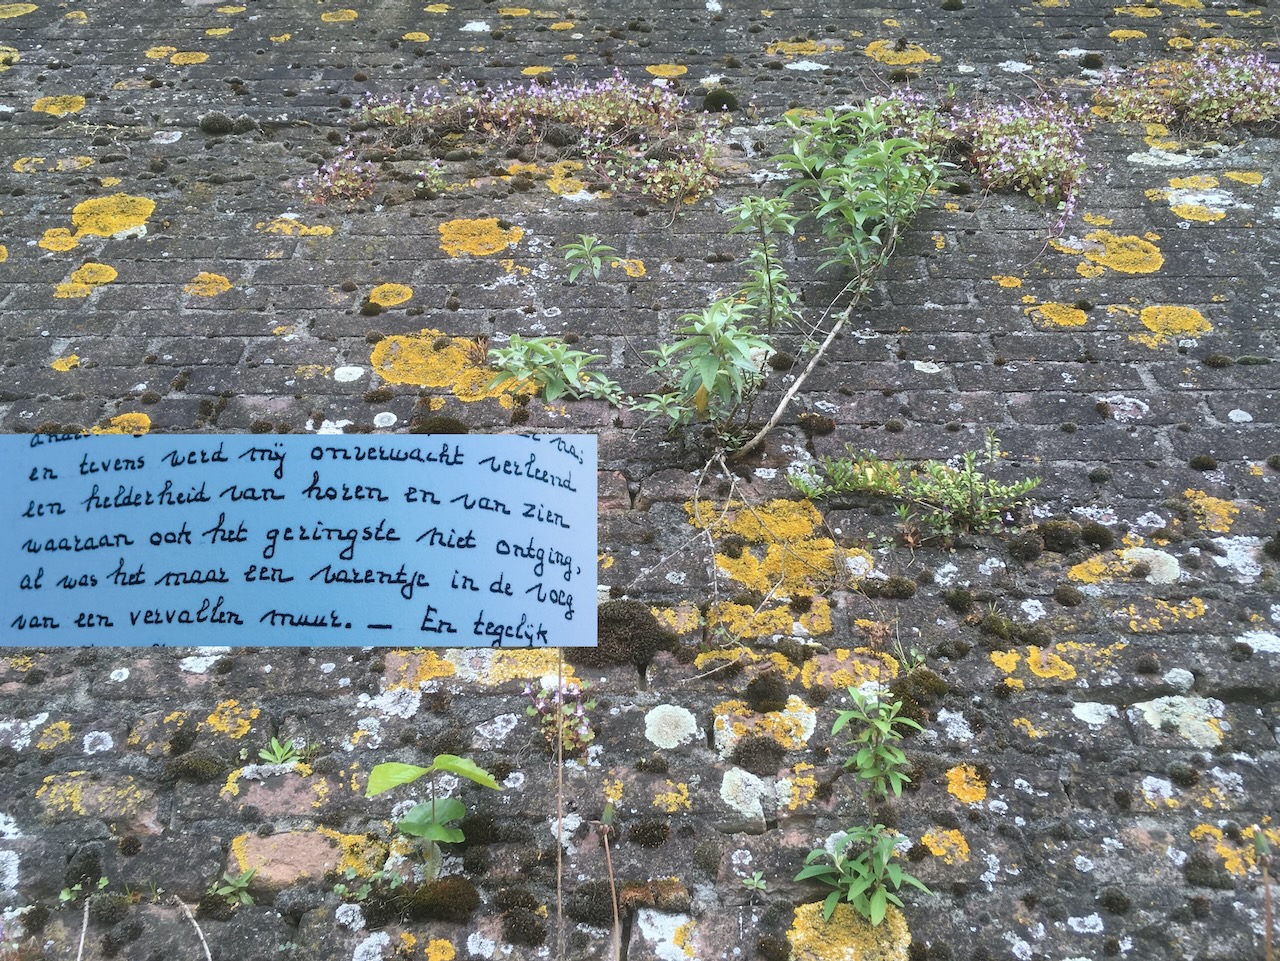 en tevens werd mij onverwacht verleend
een helderheid van horen en van zien
waaraan ook het geringste niet ontging,
al was het maar een varentje in de voeg
van een vervallen muur. — En tegelijk